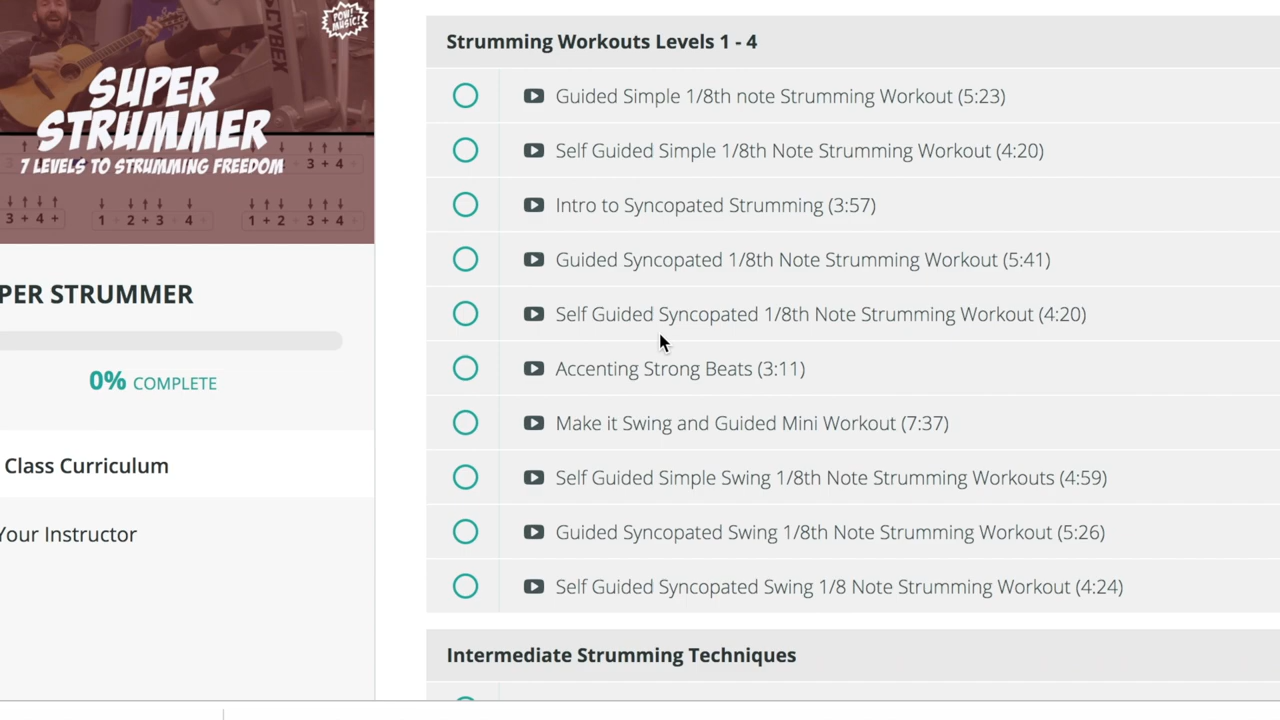 POW!
MUSIC!
CYBEX
SUPER
STRUMMER
7 LEVELS TO STRUMMING FREEDOM
3 + 4 +
3 + 4 +
1 2 + 3 4
1 + 2 3 + 4
PER STRUMMER
0% COMPLETE
Class Curriculum
Your Instructor
Strumming Workouts Levels 1 - 4
Guided Simple 1/8th note Strumming Workout (5:23)
Self Guided Simple 1/8th Note Strumming Workout (4:20)
Intro to Syncopated Strumming (3:57)
Guided Syncopated 1/8th Note Strumming Workout (5:41)
Self Guided Syncopated 1/8th Note Strumming Workout (4:20)
Accenting Strong Beats (3:11)
Make it Swing and Guided Mini Workout (7:37)
Self Guided Simple Swing 1/8th Note Strumming Workouts (4:59)
Guided Syncopated Swing 1/8th Note Strumming Workout (5:26)
Self Guided Syncopated Swing 1/8 Note Strumming Workout (4:24)
Intermediate Strumming Techniques